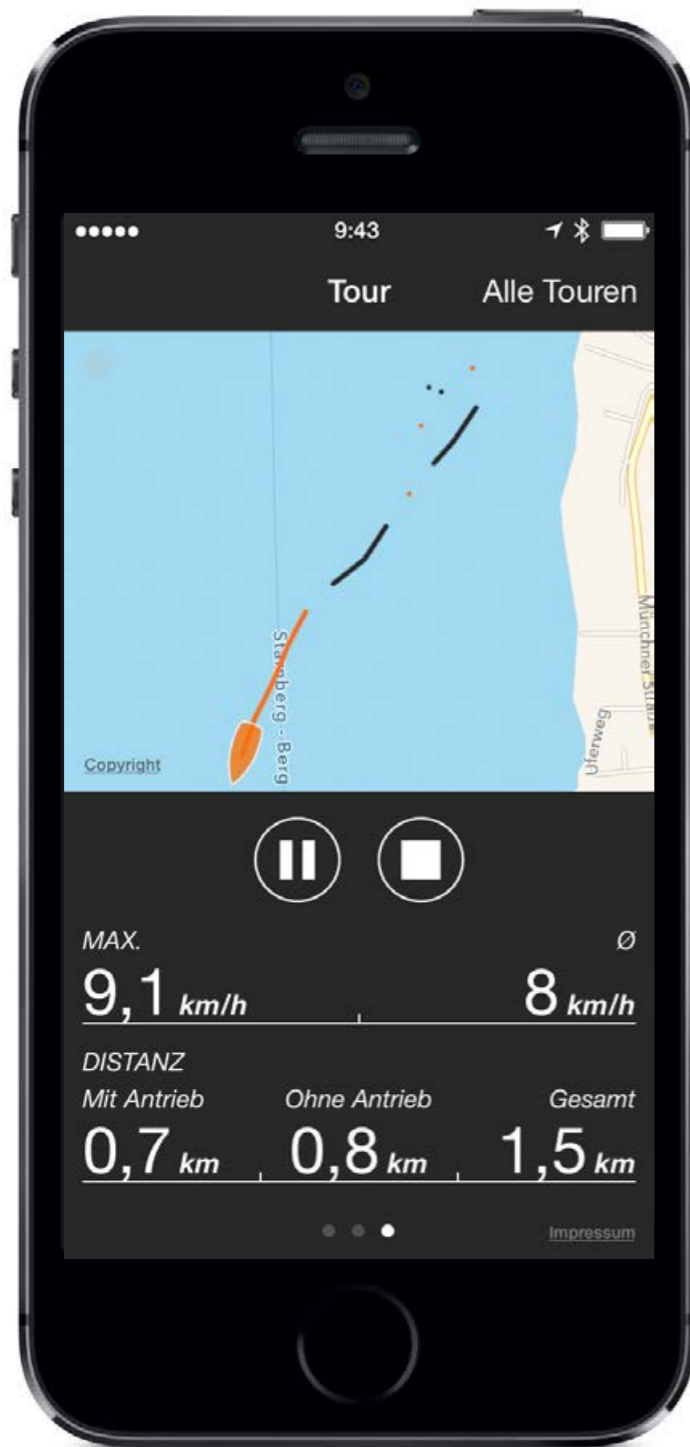 9:43
Tour Alle Touren
Starnberg - Berg
Münchner Straß
Uferweg
Copyright
MAX. Ø
9,1 km/h 8 km/h
DISTANZ
Mit Antrieb Ohne Antrieb Gesamt
0,7 km 0,8 km 1,5 km
Impressum